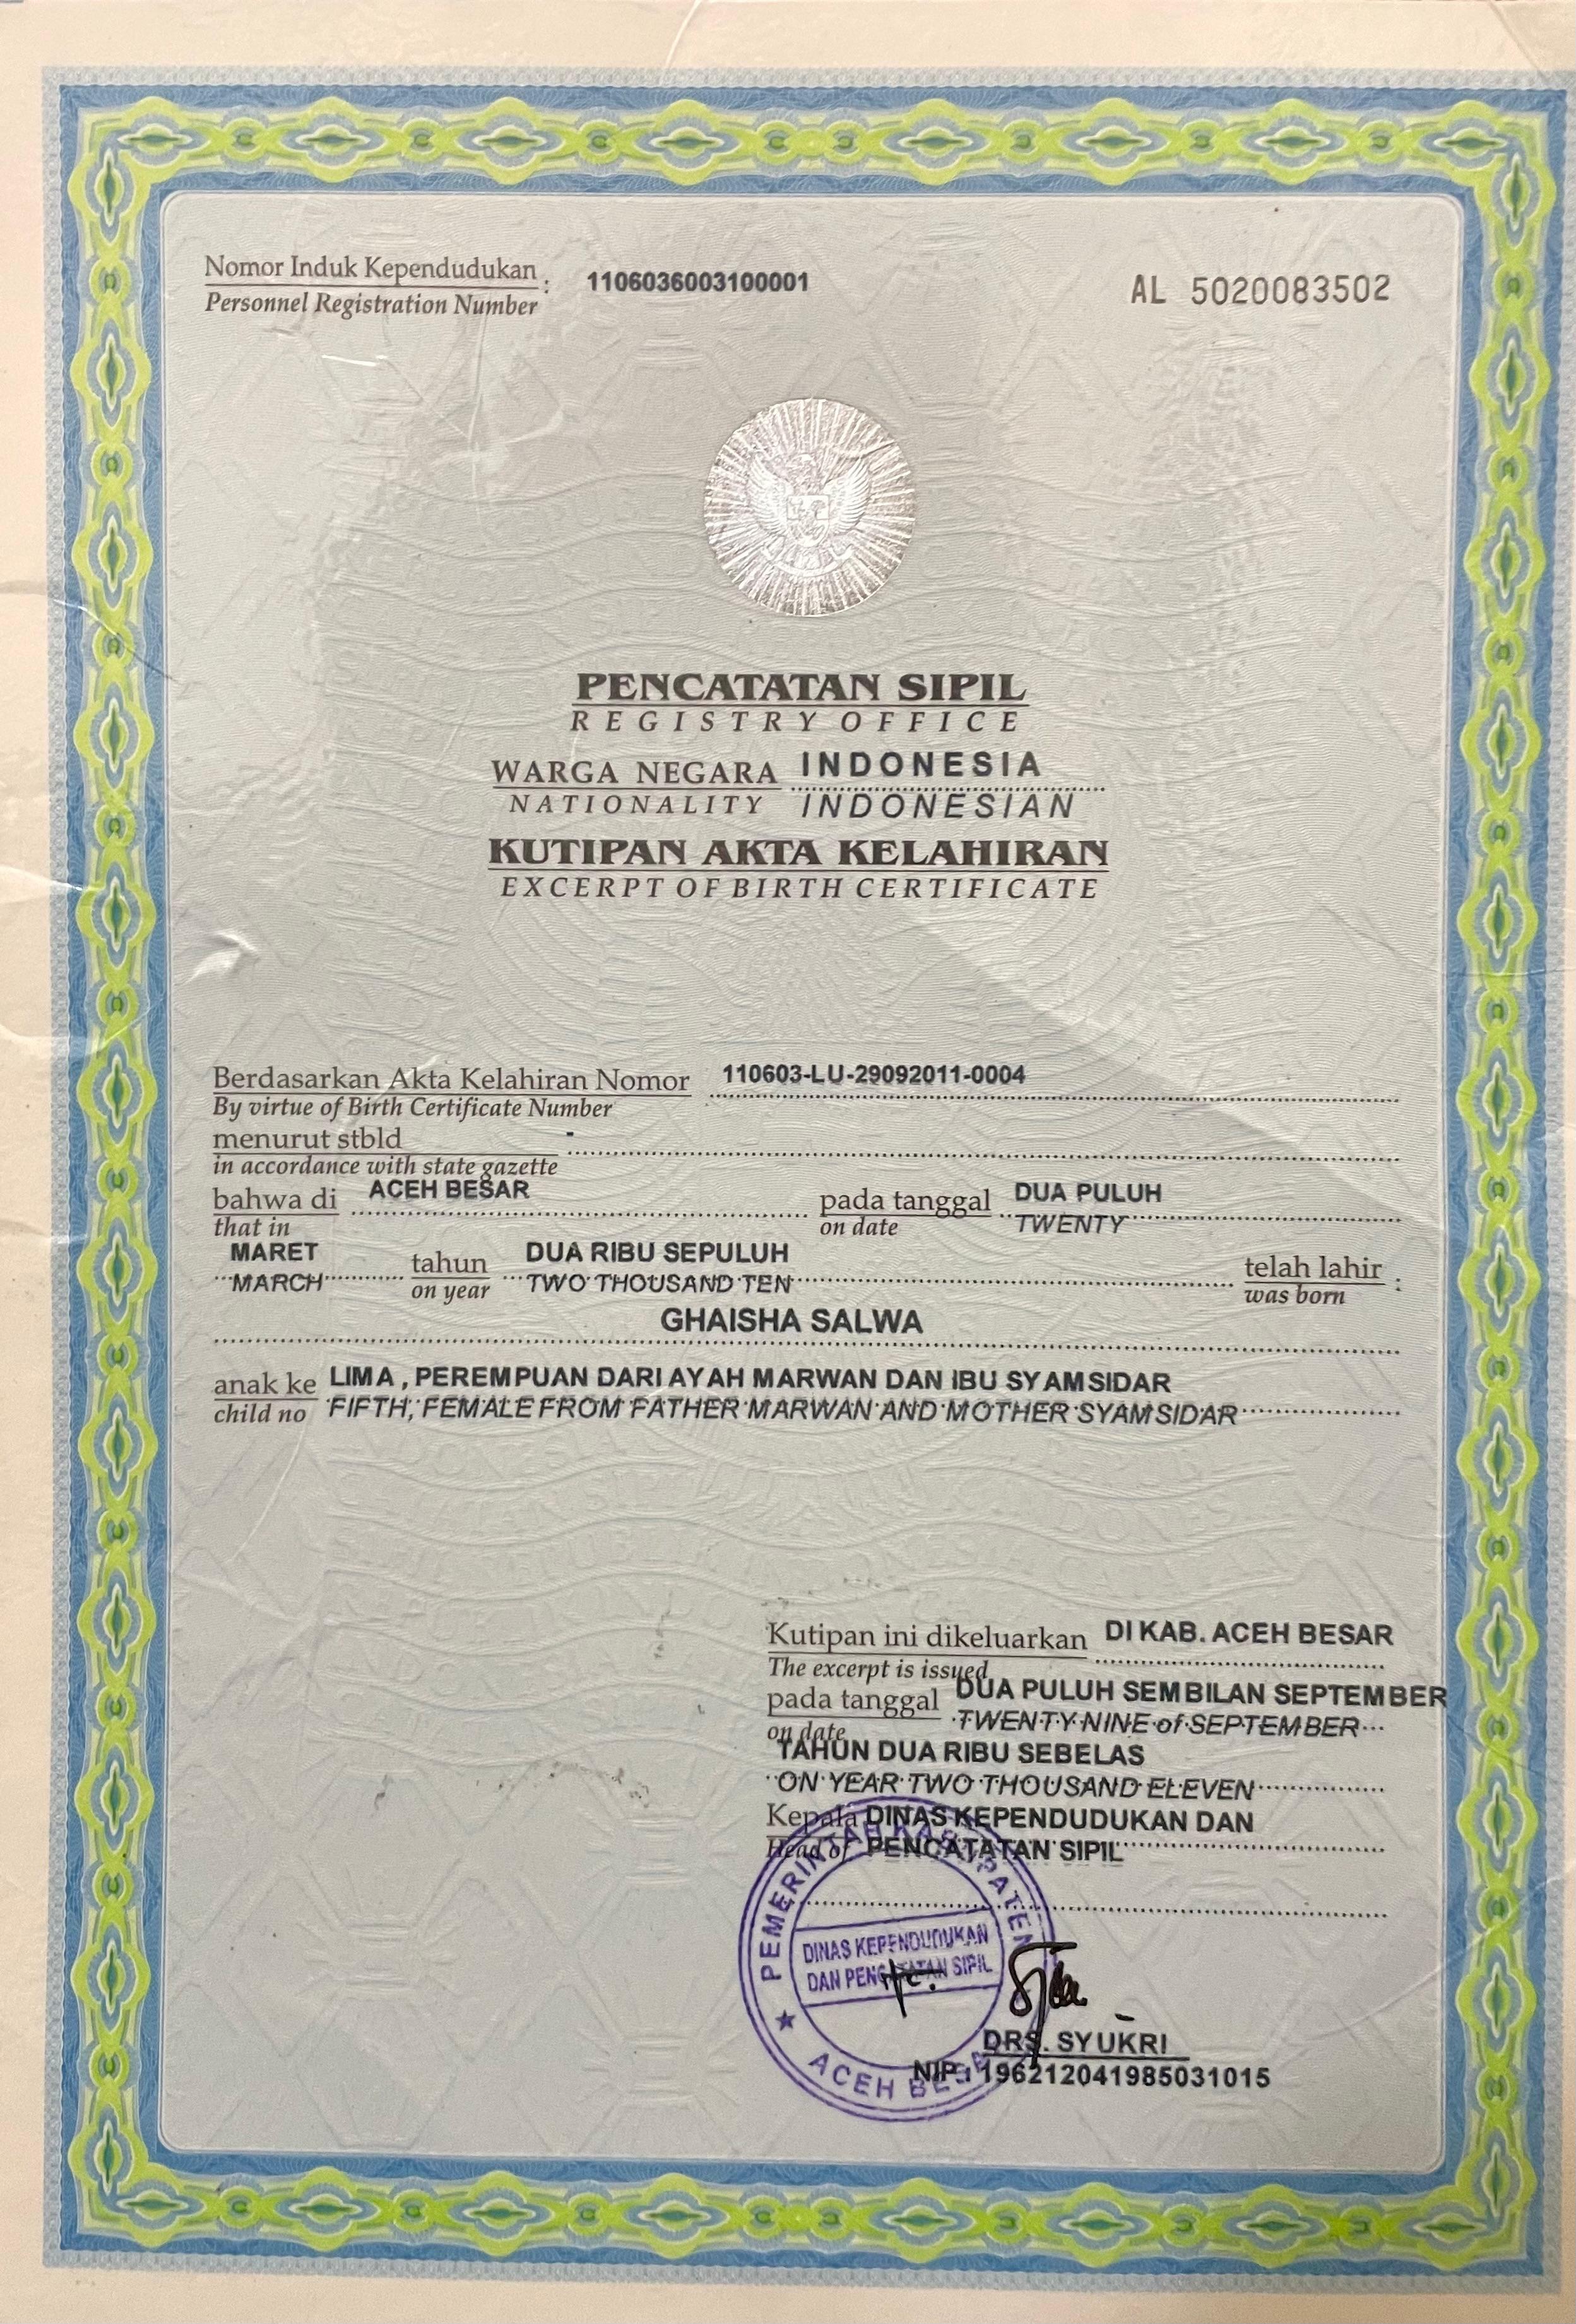 Nomor Induk Kependudukan : 1106036003100001
Personnel Registration Number
AL 5020083502
PENCATATAN SIPIL
REGISTRY OFFICE
WARGA NEGARA INDONESIA
NATIONALITY INDONESIAN
KUTIPAN AKTA KELAHIRAN
EXCERPT OF BIRTH CERTIFICATE
Berdasarkan Akta Kelahiran Nomor 110603-LU-29092011-0004
By virtue of Birth Certificate Number
menurut stbld -
in accordance with state gazette
bahwa di ACEH BESAR pada tanggal DUA PULUH
that in on date TWENTY
MARET tahun DUA RIBU SEPULUH telah lahir :
MARCH on year TWO THOUSAND TEN was born
GHAISHA SALWA
anak ke LIMA , PEREMPUAN DARI AYAH MARWAN DAN IBU SYAMSIDAR
child no FIFTH, FEMALE FROM FATHER MARWAN AND MOTHER SYAMSIDAR
Kutipan ini dikeluarkan DI KAB. ACEH BESAR
The excerpt is issued
pada tanggal DUA PULUH SEMBILAN SEPTEMBER
on date TWENTY NINE of SEPTEMBER
TAHUN DUA RIBU SEBELAS
ON YEAR TWO THOUSAND ELEVEN
Kepala DINAS KEPENDUDUKAN DAN
Head of PENCATATAN SIPIL
PEMERINTAH KABUPATEN
DINAS KEPENDUDUKAN
DAN PENCATATAN SIPIL
ACEH BESAR
DRS. SYUKRI
NIP : 196212041985031015